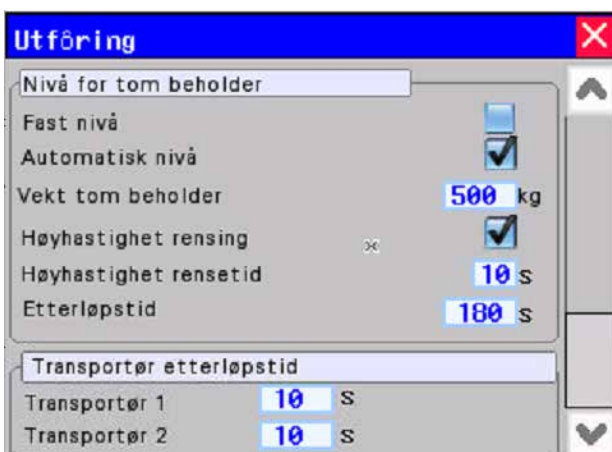 Utfôring
Nivå for tom beholder
Fast nivå
Automatisk nivå
Vekt tom beholder 500 kg
Høyhastighet rensing
Høyhastighet rensetid 10 s
Etterløpstid 180 s
Transportør etterløpstid
Transportør 1 10 s
Transportør 2 10 s